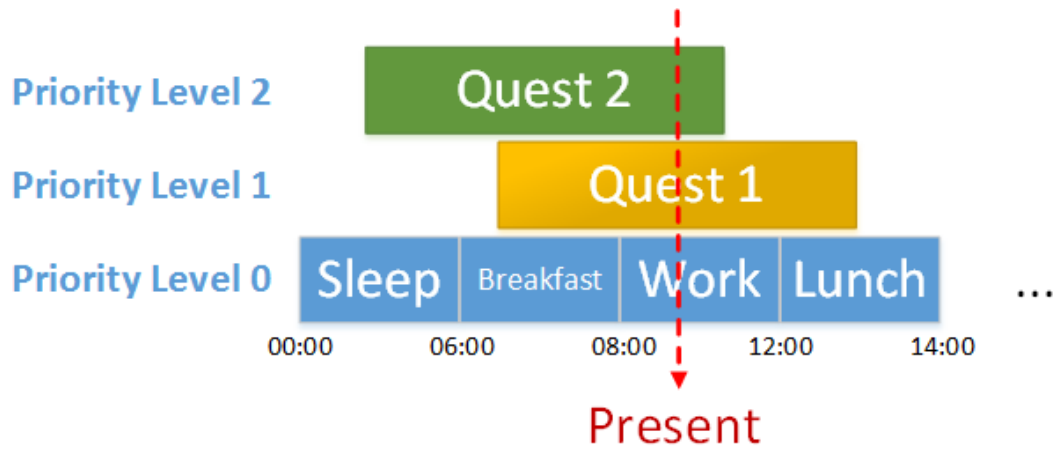 Priority Level 2 Quest 2
Priority Level 1 Quest 1
Priority Level 0 Sleep Breakfast Work Lunch ...
00:00 06:00 08:00 12:00 14:00
Present